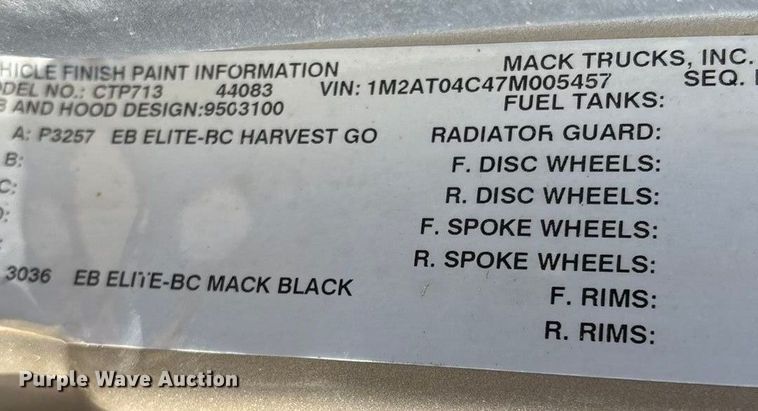 HICLE FINISH PAINT INFORMATION MACK TRUCKS, INC.
ODEL NO.: CTP713 44083 VIN: 1M2AT04C47M005457 SEQ.
B AND HOOD DESIGN:9503100 FUEL TANKS:
A: P3257 EB ELITE-BC HARVEST GO RADIATOR GUARD:
B: F. DISC WHEELS:
C: R. DISC WHEELS:
F. SPOKE WHEELS:
R. SPOKE WHEELS:
3036 EB ELITE-BC MACK BLACK F. RIMS:
R. RIMS:
Purple Wave Auction